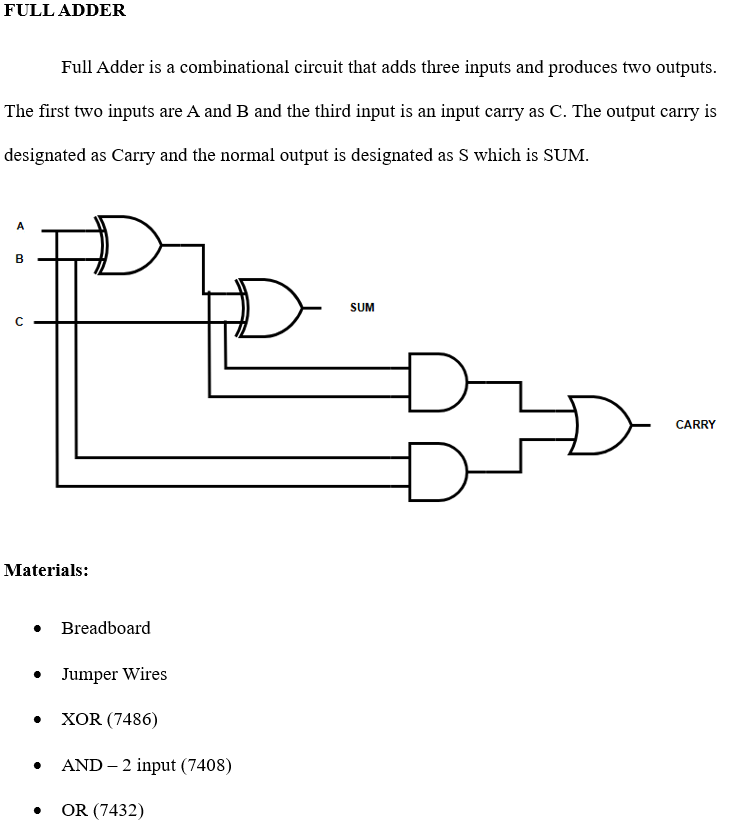 FULL ADDER
Full Adder is a combinational circuit that adds three inputs and produces two outputs.
The first two inputs are A and B and the third input is an input carry as C. The output carry is
designated as Carry and the normal output is designated as S which is SUM.
A
B
C
SUM
CARRY
Materials:
• Breadboard
• Jumper Wires
• XOR (7486)
• AND – 2 input (7408)
• OR (7432)